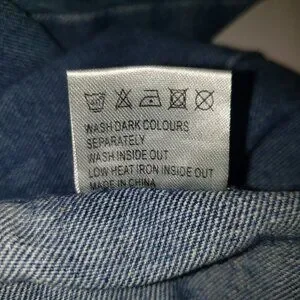 WASH DARK COLOURS
SEPARATELY
WASH INSIDE OUT
LOW HEAT IRON INSIDE OUT
MADE IN CHINA